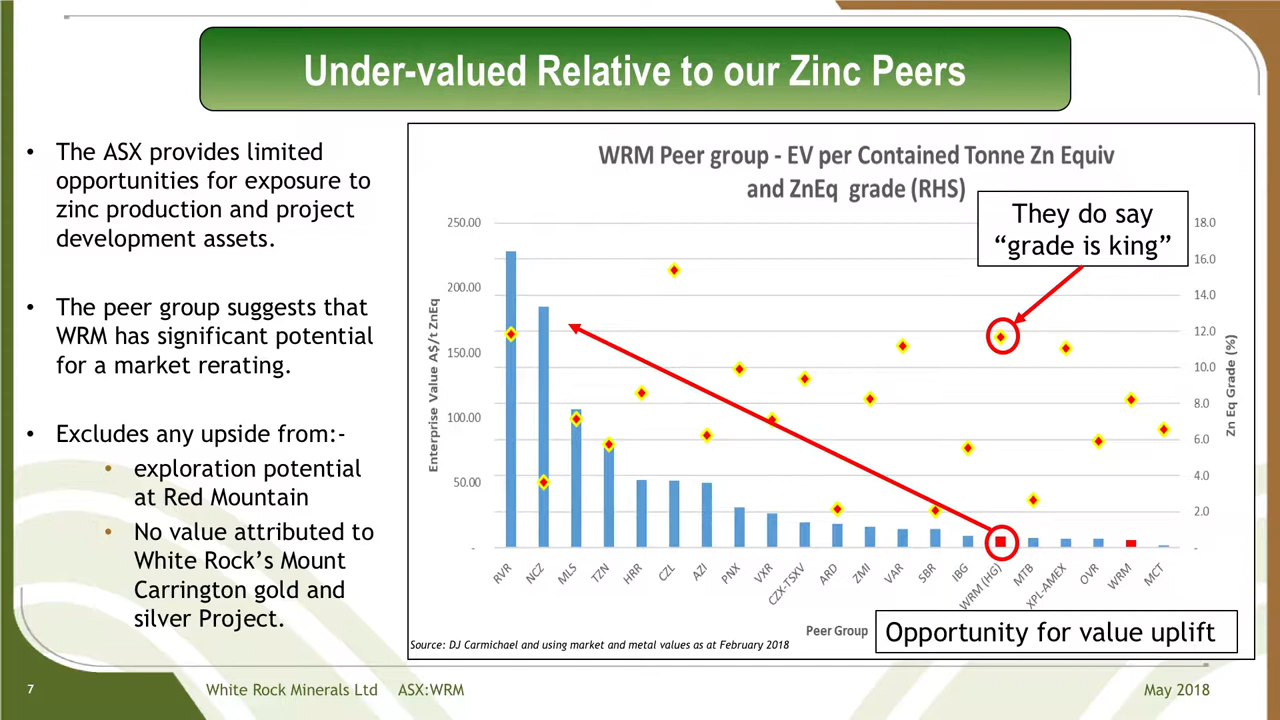 Under-valued Relative to our Zinc Peers
• The ASX provides limited
opportunities for exposure to
zinc production and project
development assets.
• The peer group suggests that
WRM has significant potential
for a market rerating.
• Excludes any upside from:-
• exploration potential
at Red Mountain
• No value attributed to
White Rock’s Mount
Carrington gold and
silver Project.
WRM Peer group - EV per Contained Tonne Zn Equiv
and ZnEq grade (RHS)
They do say
“grade is king”
Enterprise Value A$/t ZnEq
250.00
200.00
150.00
100.00
50.00
-
18.0
16.0
14.0
12.0
10.0
8.0
6.0
4.0
2.0
-
Zn Eq Grade (%)
RVR
NCZ
MLS
TZN
HRR
CZL
AZI
PNX
VXR
CZX-TSXV
ARD
ZMI
VAR
SBR
IBG
WRM (HG)
MTB
XPL-AMEX
OVR
WRM
MCT
Peer Group
Opportunity for value uplift
Source: DJ Carmichael and using market and metal values as at February 2018
7
White Rock Minerals Ltd ASX:WRM
May 2018